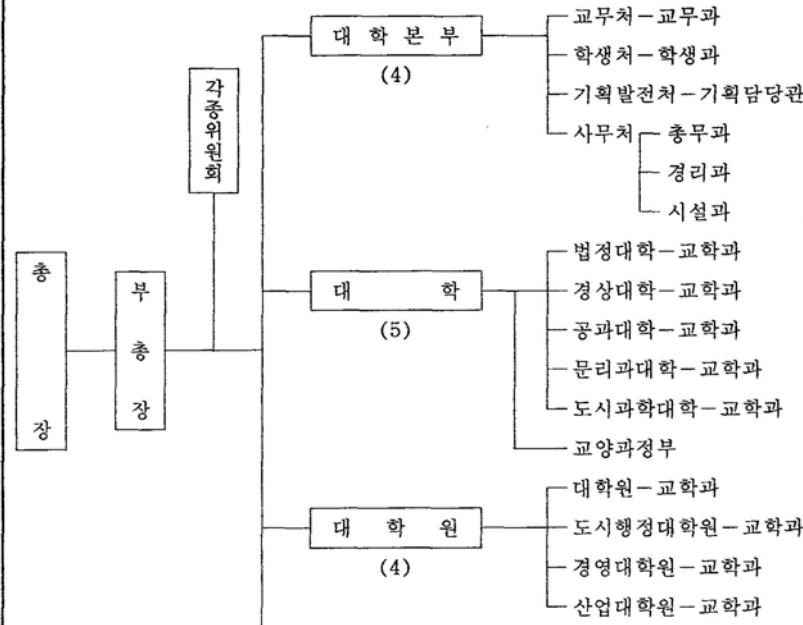 총장
부총장
각종위원회
대학본부
(4)
교무처-교무과
학생처-학생과
기획발전처-기획담당관
사무처
총무과
경리과
시설과
대학
(5)
법정대학-교학과
경상대학-교학과
공과대학-교학과
문리과대학-교학과
도시과학대학-교학과
교양과정부
대학원
(4)
대학원-교학과
도시행정대학원-교학과
경영대학원-교학과
산업대학원-교학과